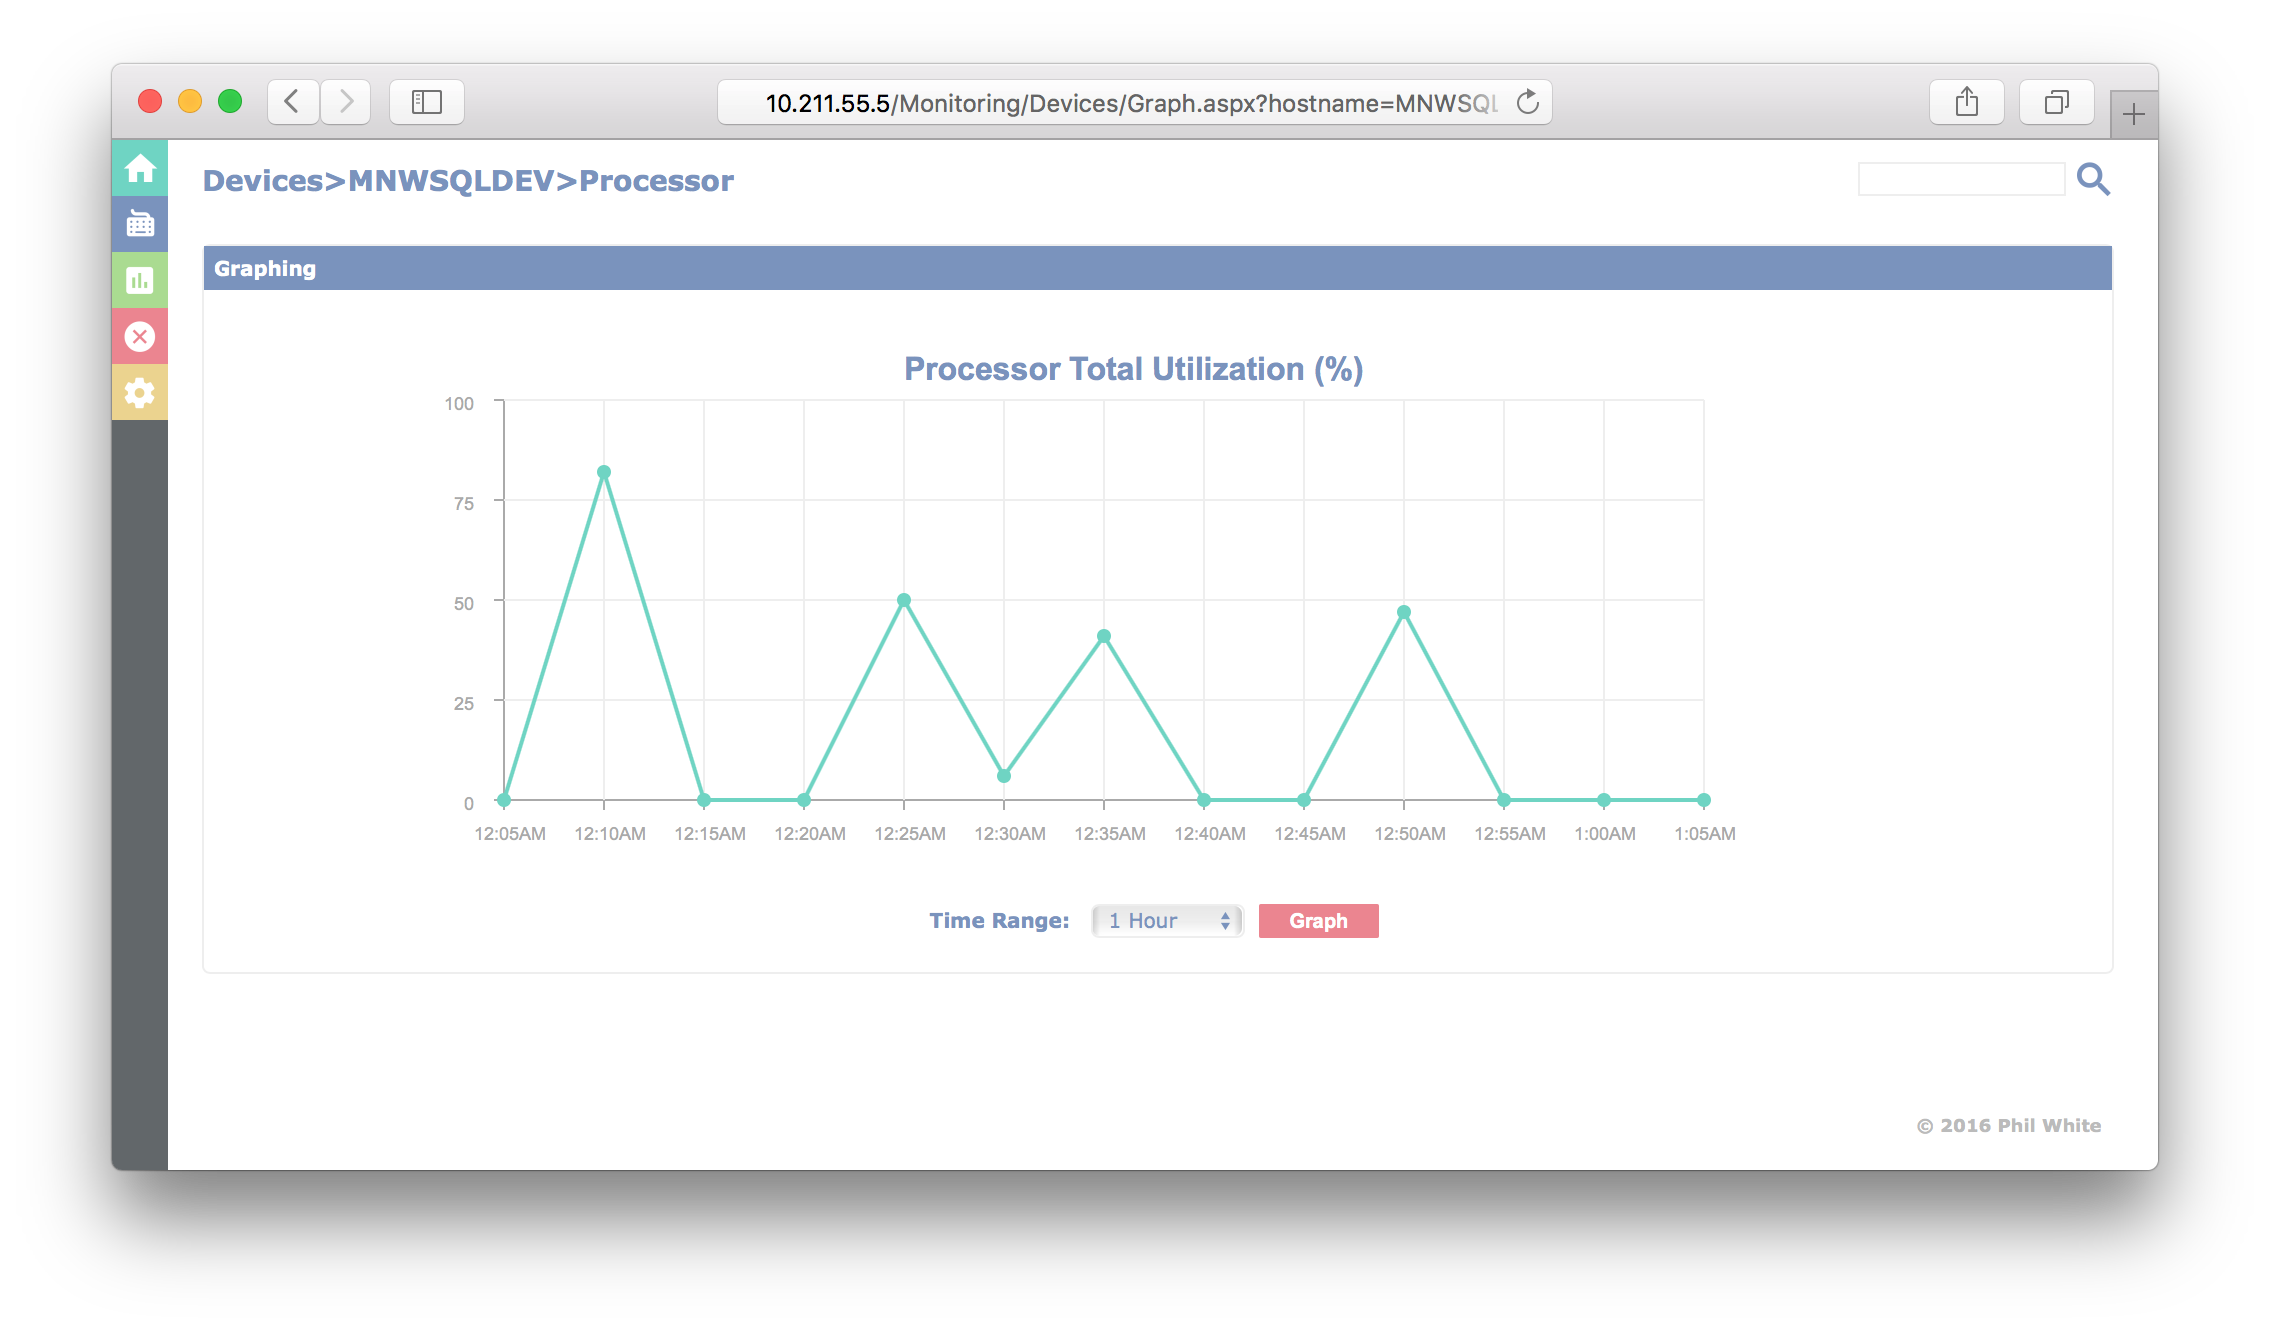 10.211.55.5/Monitoring/Devices/Graph.aspx?hostname=MNWSQL
Devices>MNWSQLDEV>Processor
Graphing
Processor Total Utilization (%)
100
75
50
25
0
12:05AM 12:10AM 12:15AM 12:20AM 12:25AM 12:30AM 12:35AM 12:40AM 12:45AM 12:50AM 12:55AM 1:00AM 1:05AM
Time Range: 1 Hour Graph
© 2016 Phil White